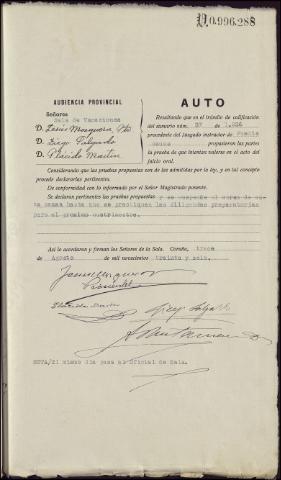 D.0.996.288
AUDIENCIA PROVINCIAL
Señores
Sala de Vacaciones
D. Jesús Mosquera, Pte
D. Diego Salgado
D. Plácido Martín
AUTO
Resultando que en el trámite de calificación
del sumario núm. 37 de 1.936
procedente del Juzgado instructor de Puente
propusieron las partes
prueba de que intentan valerse en el acto del
juicio oral.
Considerando que las pruebas propuestas son de las admitidas por la ley, y en tal concepto
procede declararlas pertinentes.
De conformidad con lo informado por el Señor Magistrado ponente.
Se declaran pertinentes las pruebas propuestas y se suspende el curso de es-
ta causa hasta que se practiquen las diligencias preparatorias
para el próximo cuatrimestre.
Así lo acordaron y firman los Señores de la Sala. Coruña, trece
de Agosto de mil novecientos treinta y seis.
NOTA/El mismo día pasa al Oficial de Sala.